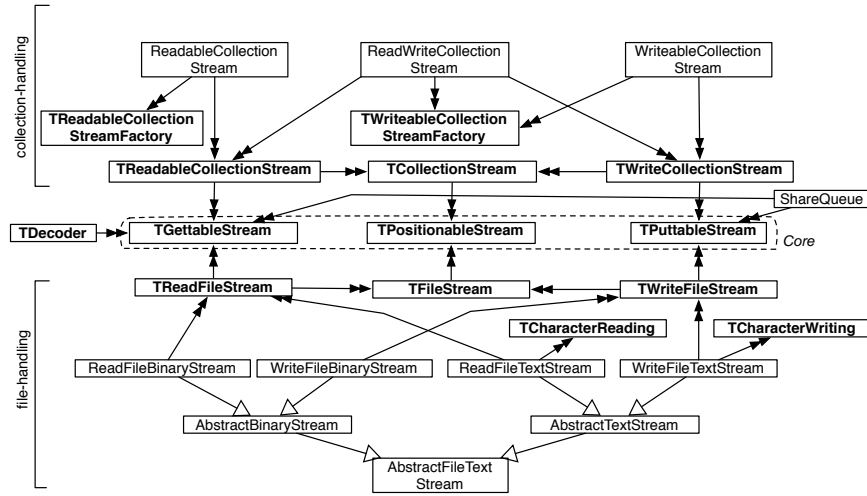 collection-handling
ReadableCollection
Stream
ReadWriteCollection
Stream
WriteableCollection
Stream
TReadableCollection
StreamFactory
TWriteableCollection
StreamFactory
TReadableCollectionStream
TCollectionStream
TWriteCollectionStream
ShareQueue
TDecoder
TGettableStream
TPositionableStream
TPuttableStream
Core
file-handling
TReadFileStream
TFileStream
TWriteFileStream
TCharacterReading
TCharacterWriting
ReadFileBinaryStream
WriteFileBinaryStream
ReadFileTextStream
WriteFileTextStream
AbstractBinaryStream
AbstractTextStream
AbstractFileText
Stream